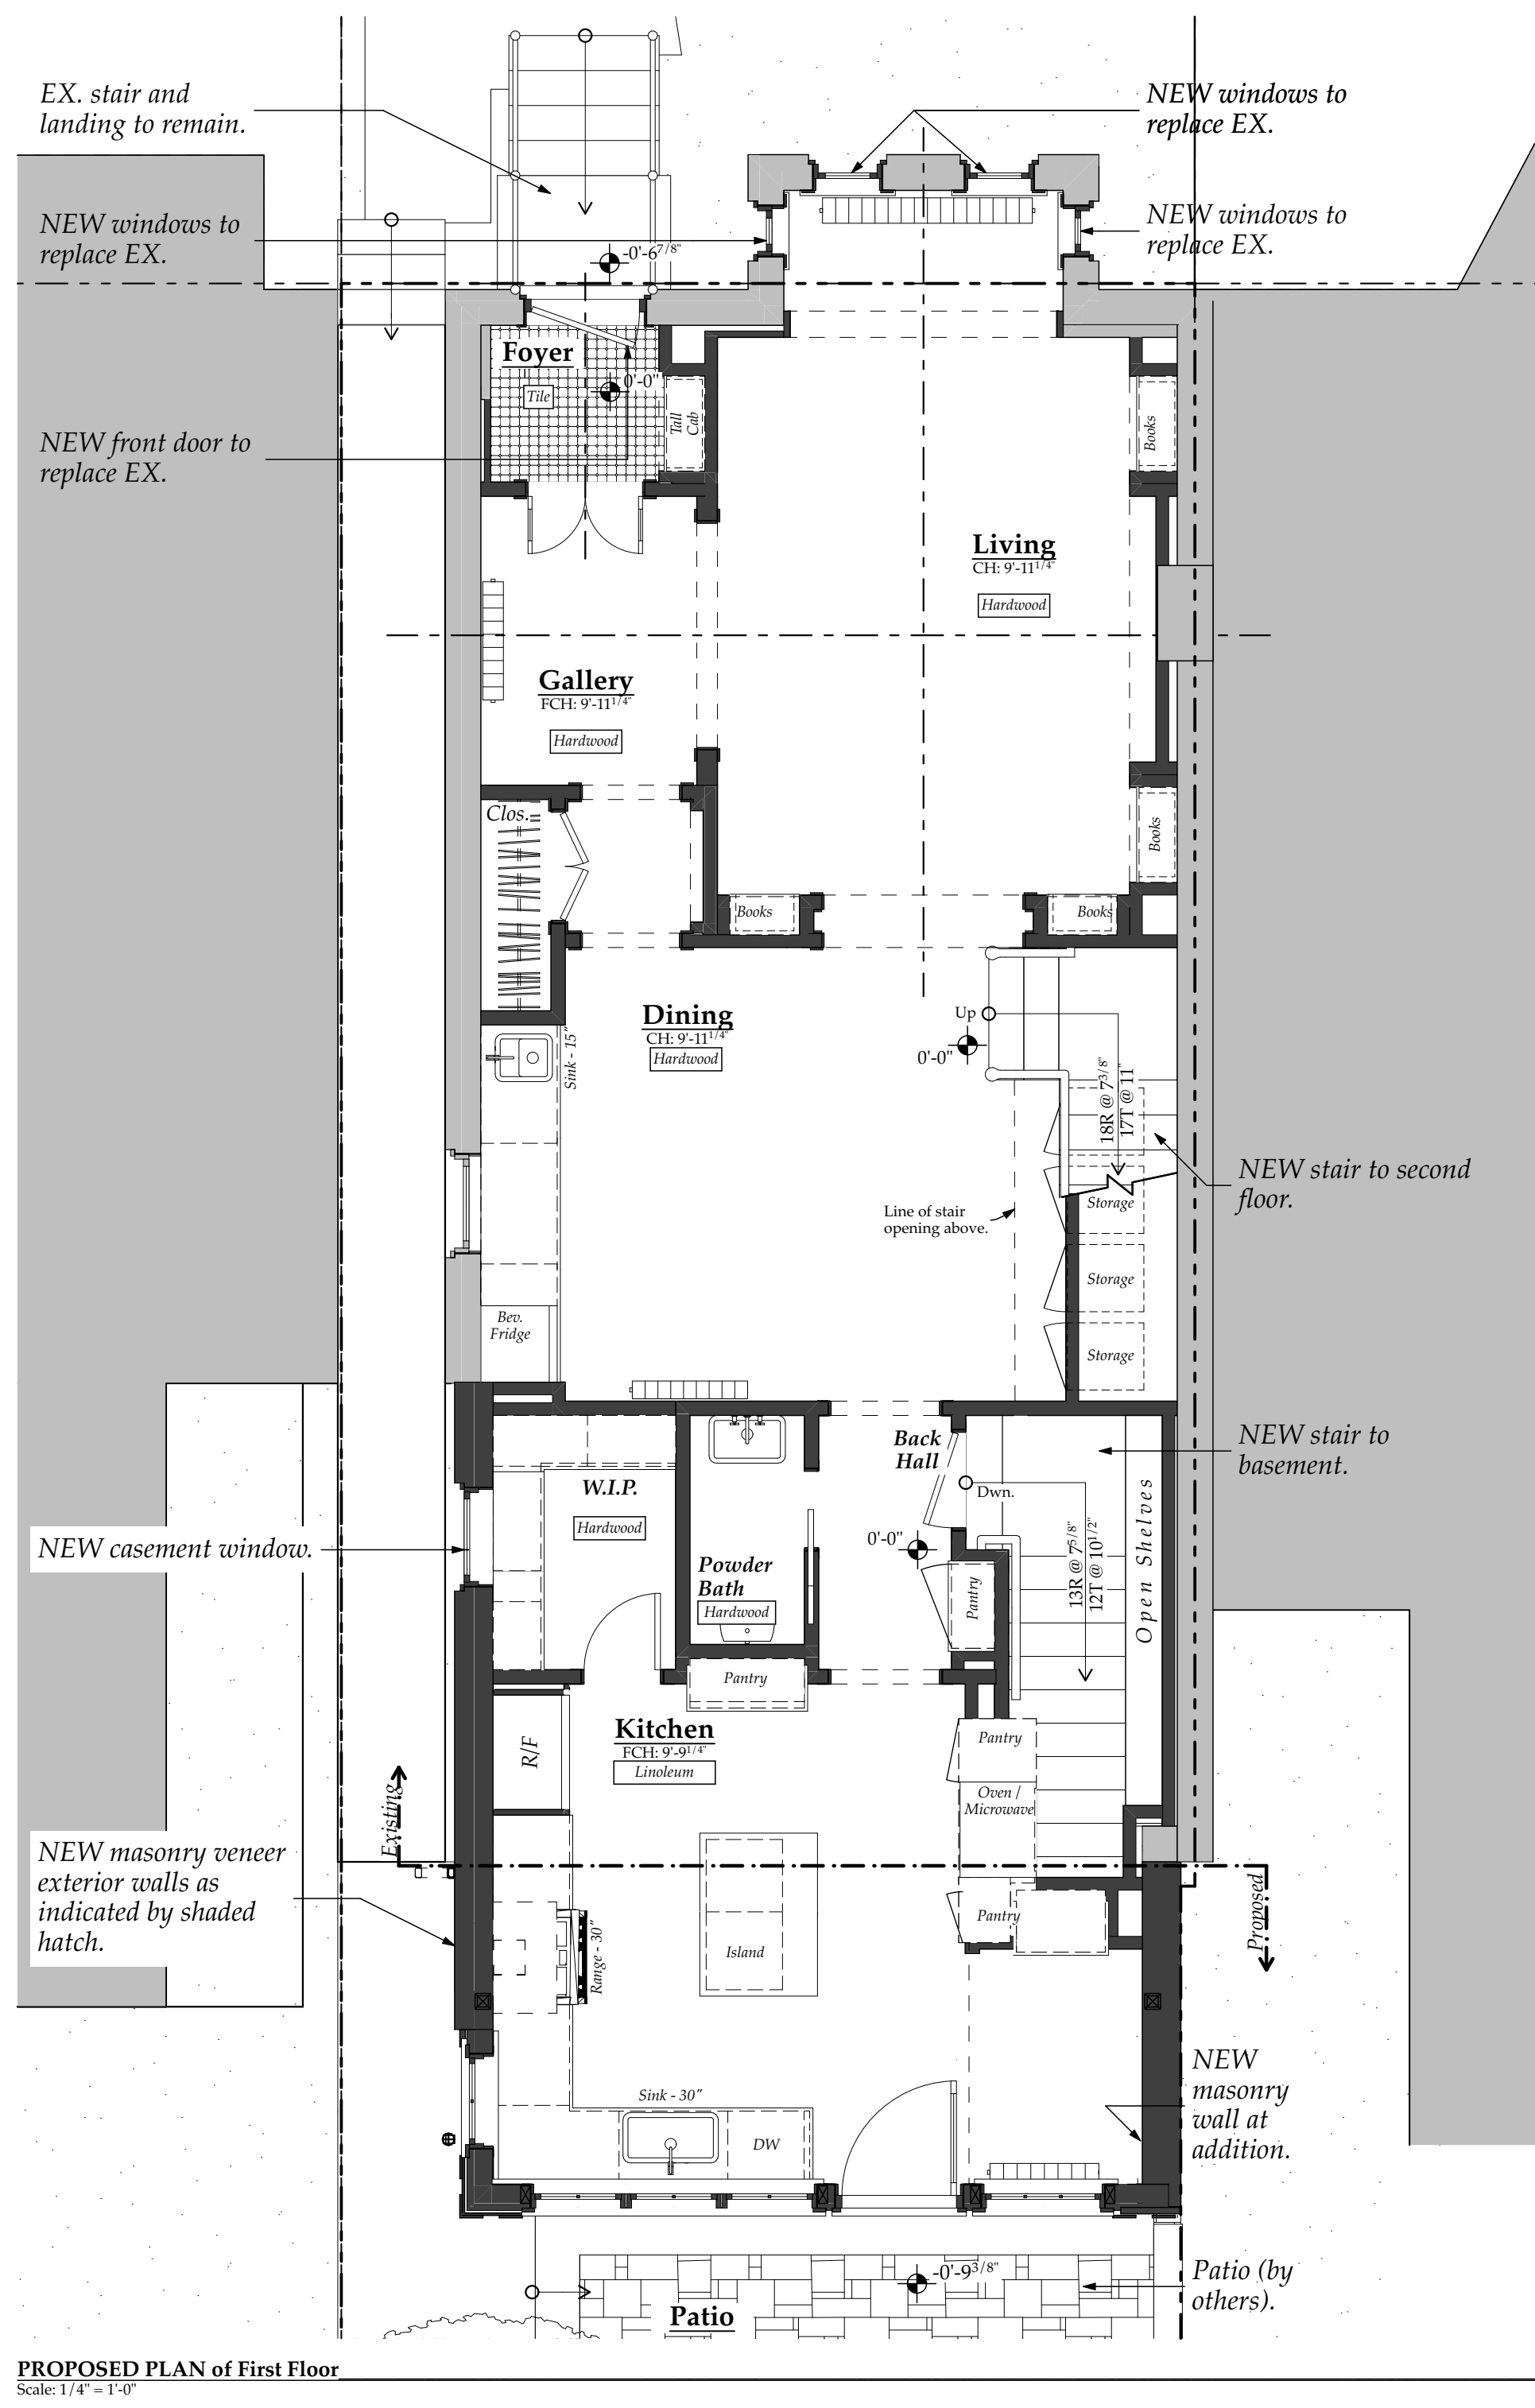 EX. stair and
landing to remain.
NEW windows to
replace EX.
NEW windows to
replace EX.
NEW windows to
replace EX.
-0'-6 7/8"
Foyer
Tile
0'-0"
Tall
Cab
Books
NEW front door to
replace EX.
Living
CH: 9'-11 1/4"
Hardwood
Gallery
FCH: 9'-11 1/4"
Hardwood
Clos.
Books
Books
Books
Dining
CH: 9'-11 1/4"
Hardwood
Sink - 15"
Up
0'-0"
18R @ 7 3/8"
17T @ 11"
NEW stair to second
floor.
Line of stair
opening above.
Storage
Storage
Storage
Bev.
Fridge
Back
Hall
NEW stair to
basement.
W.I.P.
Hardwood
Dwn.
Open Shelves
NEW casement window.
0'-0"
13R @ 7 5/8"
12T @ 10 1/2"
Powder
Bath
Hardwood
Pantry
Pantry
Kitchen
FCH: 9'-9 1/4"
Linoleum
R/F
Pantry
Oven /
Microwave
Existing
NEW masonry veneer
exterior walls as
indicated by shaded
hatch.
Proposed
Pantry
Island
Range - 30"
NEW
masonry
wall at
addition.
Sink - 30"
DW
-0'-9 3/8"
Patio (by
others).
Patio
PROPOSED PLAN of First Floor
Scale: 1/4" = 1'-0"